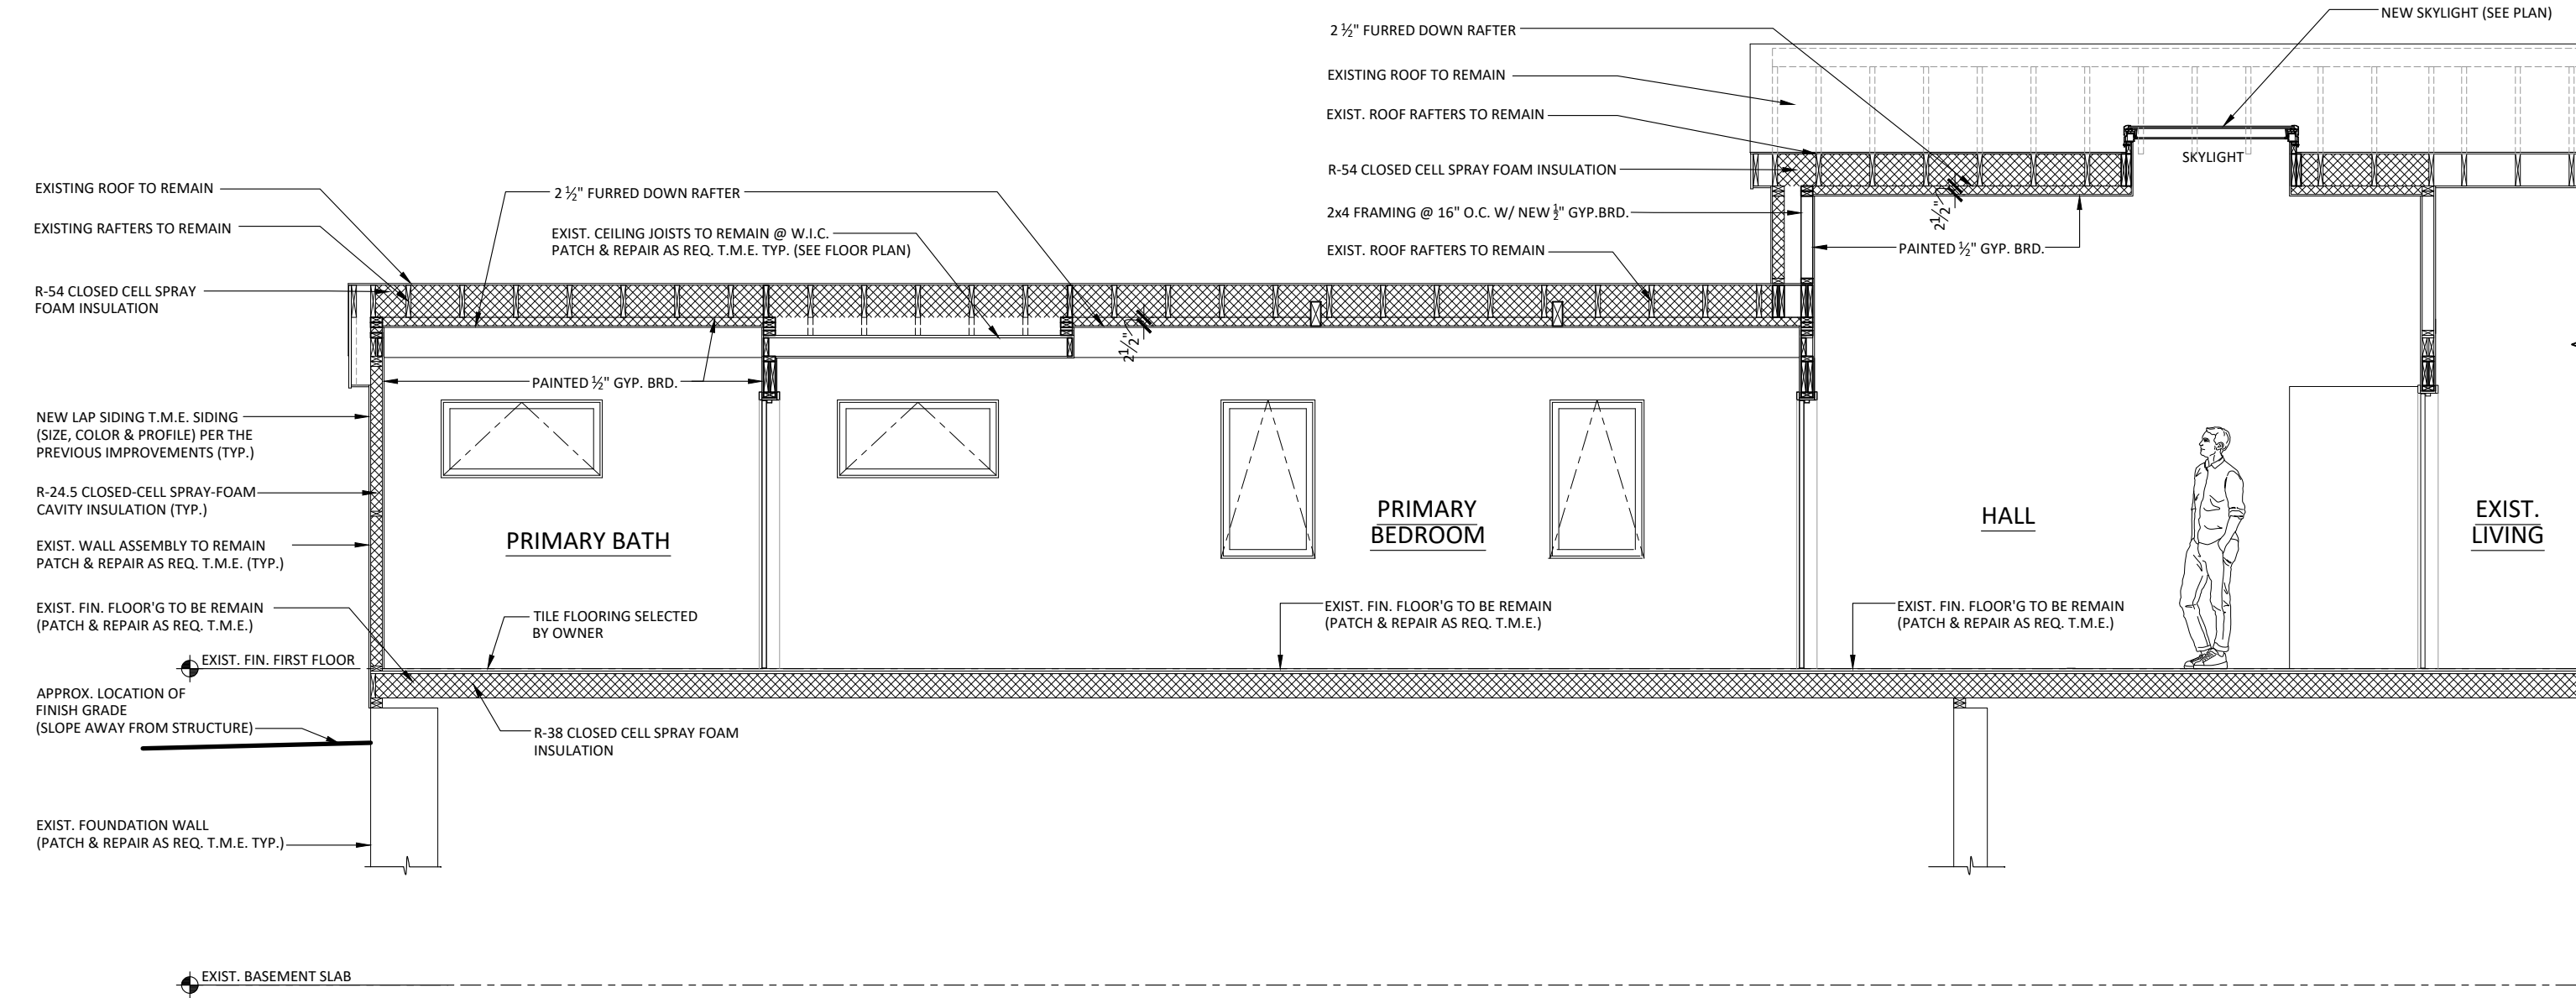 NEW SKYLIGHT (SEE PLAN)
2 ½" FURRED DOWN RAFTER
EXISTING ROOF TO REMAIN
EXIST. ROOF RAFTERS TO REMAIN
SKYLIGHT
R-54 CLOSED CELL SPRAY FOAM INSULATION
2x4 FRAMING @ 16" O.C. W/ NEW ½" GYP.BRD.
2½"
PAINTED ½" GYP. BRD.
EXIST. ROOF RAFTERS TO REMAIN
EXISTING ROOF TO REMAIN
2 ½" FURRED DOWN RAFTER
EXISTING RAFTERS TO REMAIN
EXIST. CEILING JOISTS TO REMAIN @ W.I.C.
PATCH & REPAIR AS REQ. T.M.E. TYP. (SEE FLOOR PLAN)
R-54 CLOSED CELL SPRAY
FOAM INSULATION
2½"
PAINTED ½" GYP. BRD.
NEW LAP SIDING T.M.E. SIDING
(SIZE, COLOR & PROFILE) PER THE
PREVIOUS IMPROVEMENTS (TYP.)
R-24.5 CLOSED-CELL SPRAY-FOAM
CAVITY INSULATION (TYP.)
EXIST. WALL ASSEMBLY TO REMAIN
PATCH & REPAIR AS REQ. T.M.E. (TYP.)
PRIMARY BATH
PRIMARY
BEDROOM
HALL
EXIST.
LIVING
EXIST. FIN. FLOOR'G TO BE REMAIN
(PATCH & REPAIR AS REQ. T.M.E.)
TILE FLOORING SELECTED
BY OWNER
EXIST. FIN. FLOOR'G TO BE REMAIN
(PATCH & REPAIR AS REQ. T.M.E.)
EXIST. FIN. FLOOR'G TO BE REMAIN
(PATCH & REPAIR AS REQ. T.M.E.)
EXIST. FIN. FIRST FLOOR
APPROX. LOCATION OF
FINISH GRADE
(SLOPE AWAY FROM STRUCTURE)
R-38 CLOSED CELL SPRAY FOAM
INSULATION
EXIST. FOUNDATION WALL
(PATCH & REPAIR AS REQ. T.M.E. TYP.)
EXIST. BASEMENT SLAB